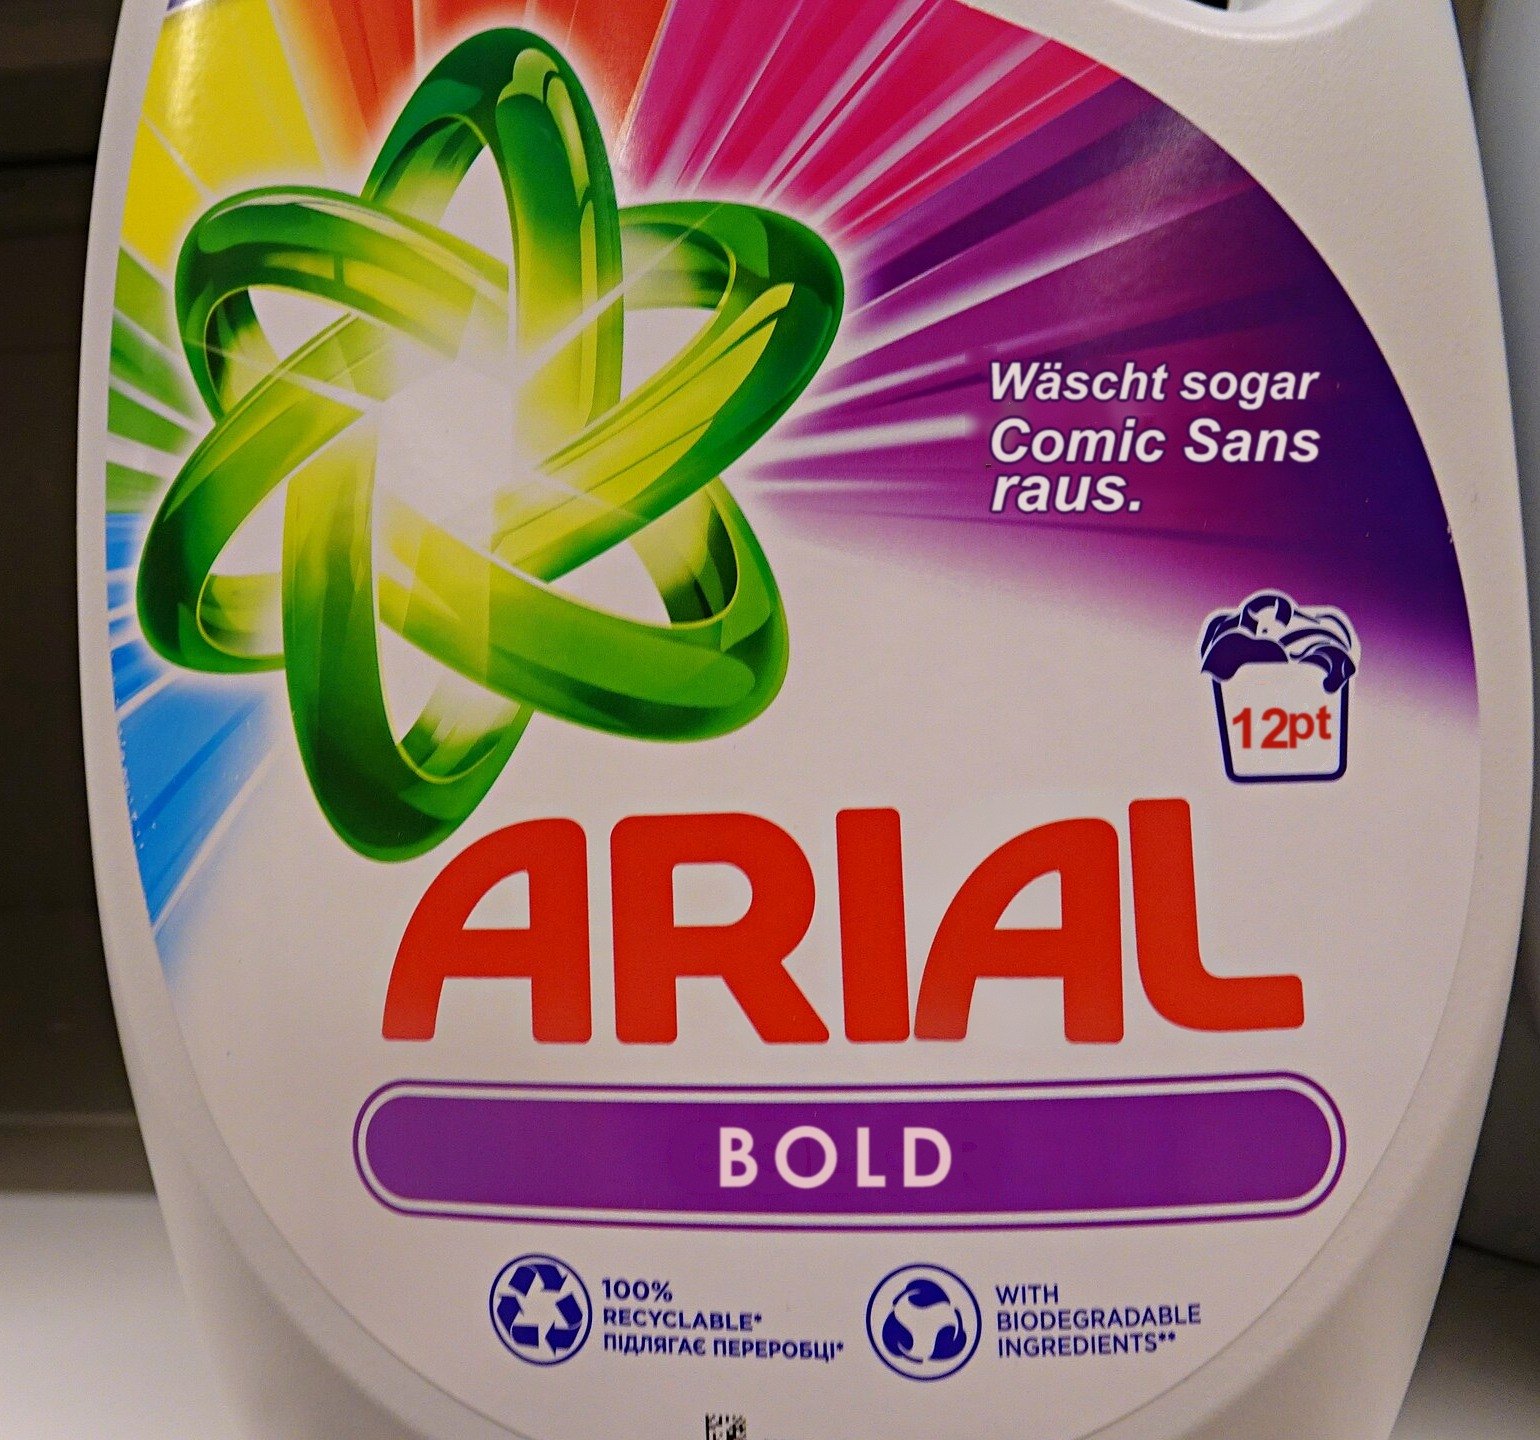 Wäscht sogar
Comic Sans
raus.
12pt
ARIAL
BOLD
100%
RECYCLABLE*
ПІДЛЯГАЄ ПЕРЕРОБЦІ*
WITH
BIODEGRADABLE
INGREDIENTS**